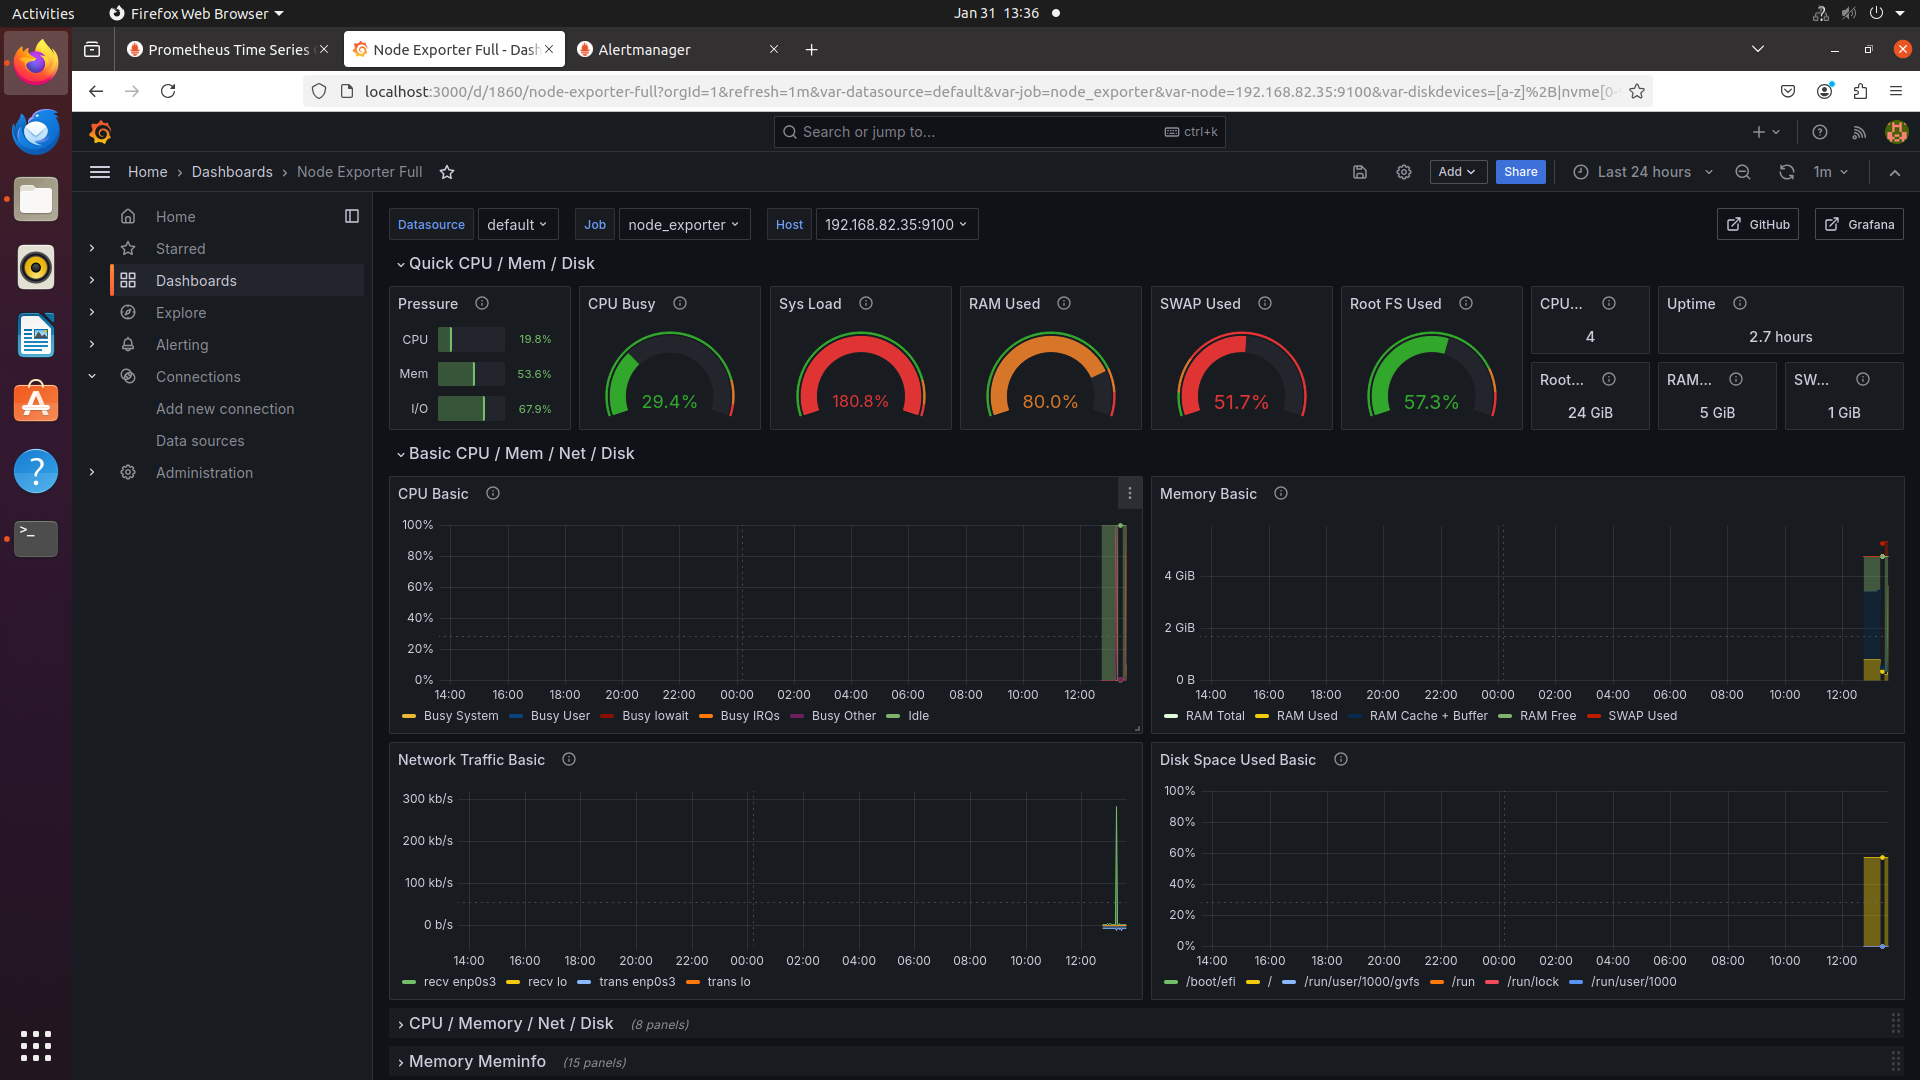 Activities Firefox Web Browser Jan 31 13:36
Prometheus Time Series Node Exporter Full - Dash Alertmanager
localhost:3000/d/1860/node-exporter-full?orgId=1&refresh=1m&var-datasource=default&var-job=node_exporter&var-node=192.168.82.35:9100&var-diskdevices=[a-z]%2B|nvme[0-
Search or jump to... ctrl+k
Home › Dashboards › Node Exporter Full Add Share Last 24 hours 1m
Home
Starred
Dashboards
Explore
Alerting
Connections
Add new connection
Data sources
Administration
Datasource default Job node_exporter Host 192.168.82.35:9100 GitHub Grafana
Quick CPU / Mem / Disk
Pressure
CPU 19.8%
Mem 53.6%
I/O 67.9%
CPU Busy
29.4%
Sys Load
180.8%
RAM Used
80.0%
SWAP Used
51.7%
Root FS Used
57.3%
CPU...
4
Uptime
2.7 hours
Root...
24 GiB
RAM...
5 GiB
SW...
1 GiB
Basic CPU / Mem / Net / Disk
CPU Basic
100%
80%
60%
40%
20%
0%
14:00 16:00 18:00 20:00 22:00 00:00 02:00 04:00 06:00 08:00 10:00 12:00
Busy System Busy User Busy Iowait Busy IRQs Busy Other Idle
Memory Basic
4 GiB
2 GiB
0 B
14:00 16:00 18:00 20:00 22:00 00:00 02:00 04:00 06:00 08:00 10:00 12:00
RAM Total RAM Used RAM Cache + Buffer RAM Free SWAP Used
Network Traffic Basic
300 kb/s
200 kb/s
100 kb/s
0 b/s
14:00 16:00 18:00 20:00 22:00 00:00 02:00 04:00 06:00 08:00 10:00 12:00
recv enp0s3 recv lo trans enp0s3 trans lo
Disk Space Used Basic
100%
80%
60%
40%
20%
0%
14:00 16:00 18:00 20:00 22:00 00:00 02:00 04:00 06:00 08:00 10:00 12:00
/boot/efi / /run/user/1000/gvfs /run /run/lock /run/user/1000
CPU / Memory / Net / Disk (8 panels)
Memory Meminfo (15 panels)